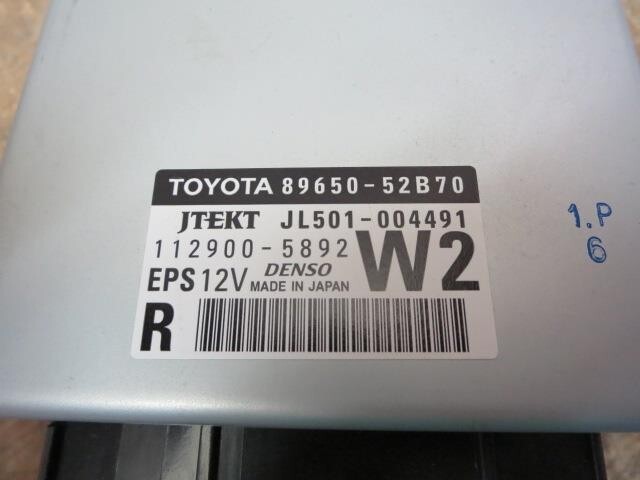 TOYOTA 89650-52B70
JTEKT JL501-004491
112900-5892
EPS 12V DENSO
MADE IN JAPAN
W2
R
1.P
6